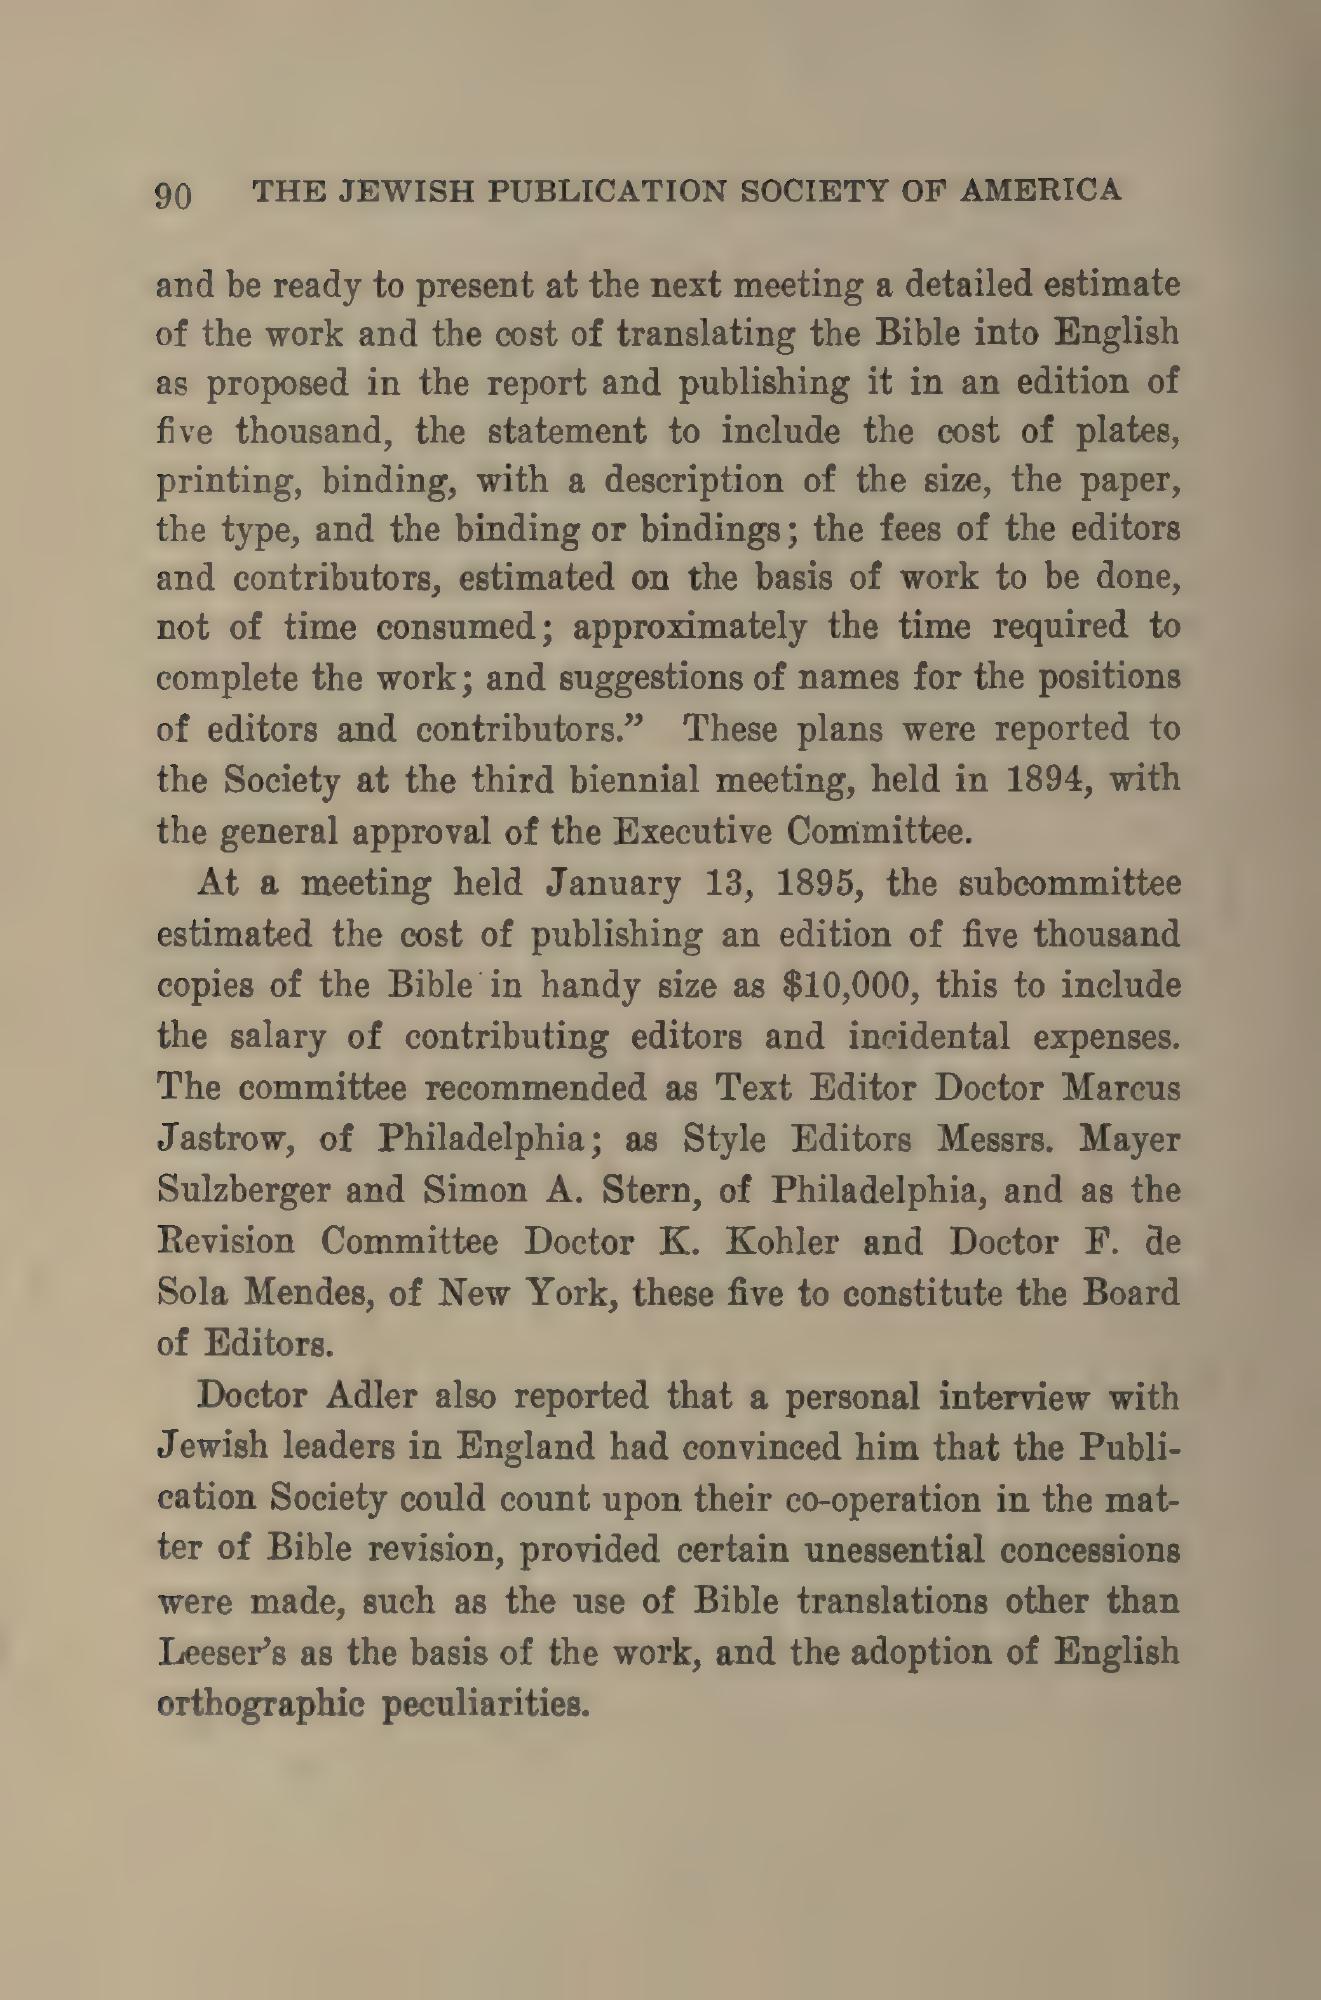 90 THE JEWISH PUBLICATION SOCIETY OF AMERICA
and be ready to present at the next meeting a detailed estimate
of the work and the cost of translating the Bible into English
as proposed in the report and publishing it in an edition of
five thousand, the statement to include the cost of plates,
printing, binding, with a description of the size, the paper,
the type, and the binding or bindings; the fees of the editors
and contributors, estimated on the basis of work to be done,
not of time consumed; approximately the time required to
complete the work; and suggestions of names for the positions
of editors and contributors.” These plans were reported to
the Society at the third biennial meeting, held in 1894, with
the general approval of the Executive Committee.
At a meeting held January 13, 1895, the subcommittee
estimated the cost of publishing an edition of five thousand
copies of the Bible in handy size as $10,000, this to include
the salary of contributing editors and incidental expenses.
The committee recommended as Text Editor Doctor Marcus
Jastrow, of Philadelphia; as Style Editors Messrs. Mayer
Sulzberger and Simon A. Stern, of Philadelphia, and as the
Revision Committee Doctor K. Kohler and Doctor F. de
Sola Mendes, of New York, these five to constitute the Board
of Editors.
Doctor Adler also reported that a personal interview with
Jewish leaders in England had convinced him that the Publi-
cation Society could count upon their co-operation in the mat-
ter of Bible revision, provided certain unessential concessions
were made, such as the use of Bible translations other than
Leeser’s as the basis of the work, and the adoption of English
orthographic peculiarities.